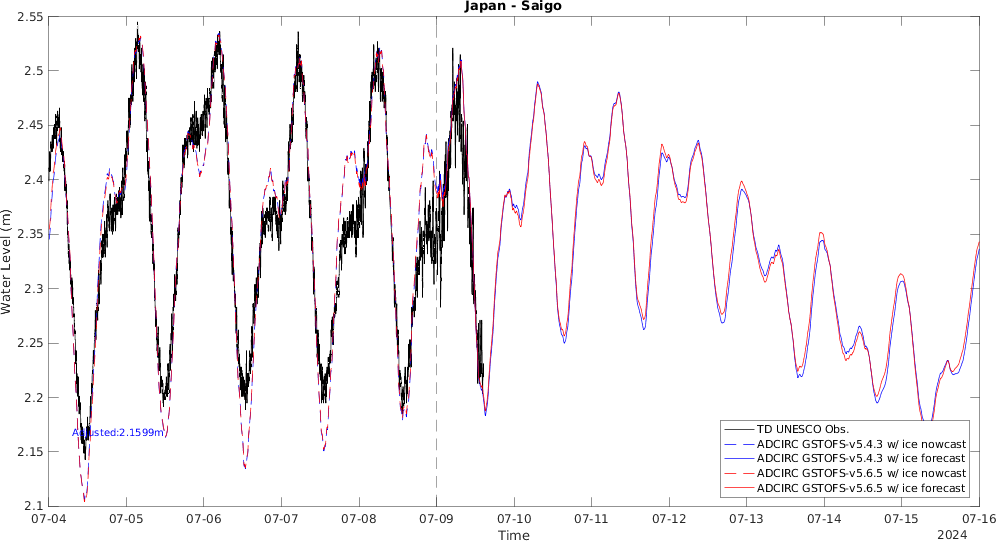 Japan - Saigo
2.55
2.5
2.45
2.4
2.35
2.3
2.25
2.2
2.15
2.1
Water Level (m)
Adjusted:2.1599m
TD UNESCO Obs.
ADCIRC GSTOFS-v5.4.3 w/ ice nowcast
ADCIRC GSTOFS-v5.4.3 w/ ice forecast
ADCIRC GSTOFS-v5.6.5 w/ ice nowcast
ADCIRC GSTOFS-v5.6.5 w/ ice forecast
07-04 07-05 07-06 07-07 07-08 07-09 07-10 07-11 07-12 07-13 07-14 07-15 07-16
Time
2024